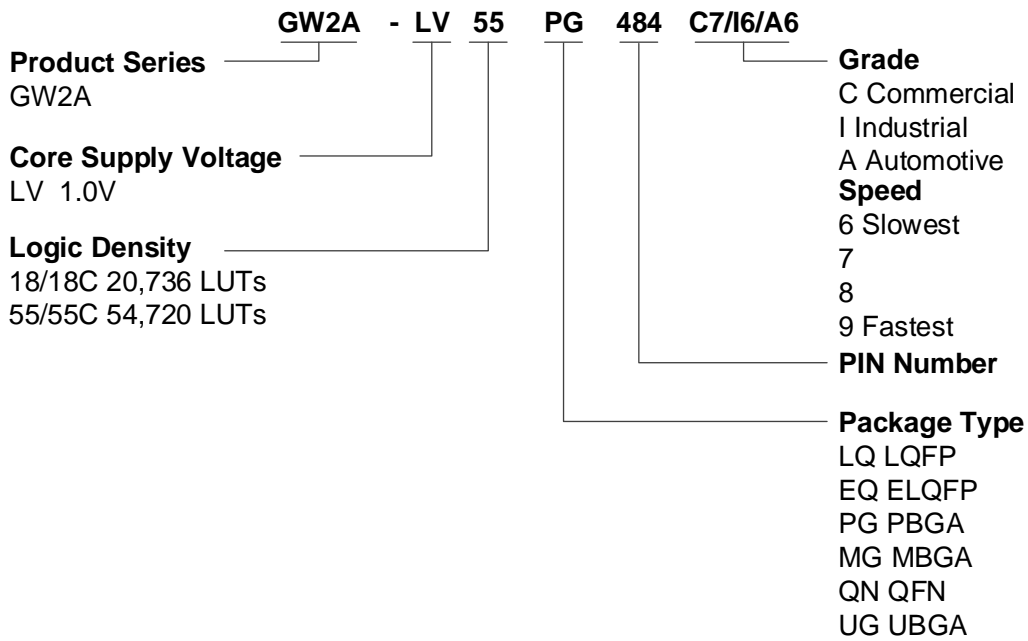 GW2A - LV 55 PG 484 C7/I6/A6
Product Series
GW2A
Core Supply Voltage
LV 1.0V
Logic Density
18/18C 20,736 LUTs
55/55C 54,720 LUTs
Grade
C Commercial
I Industrial
A Automotive
Speed
6 Slowest
7
8
9 Fastest
PIN Number
Package Type
LQ LQFP
EQ ELQFP
PG PBGA
MG MBGA
QN QFN
UG UBGA